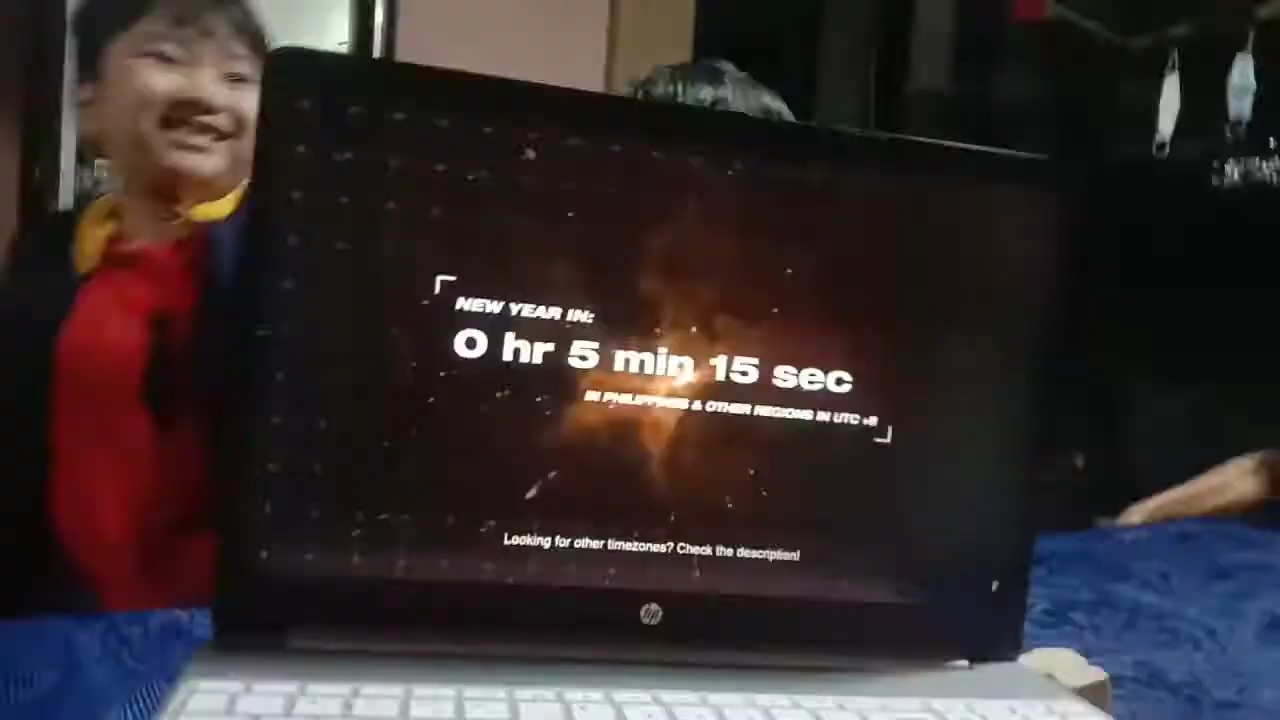 NEW YEAR IN:
0 hr 5 min 15 sec
IN PHILIPPINES & OTHER REGIONS IN UTC +8
Looking for other timezones? Check the description!
hp